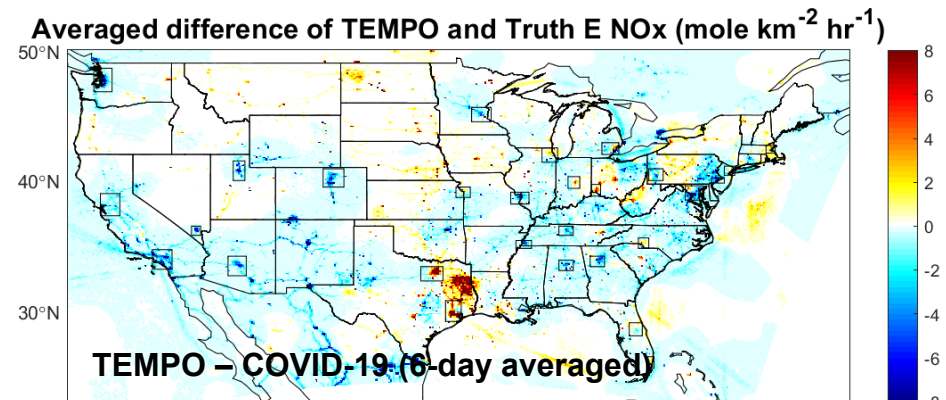 Averaged difference of TEMPO and Truth E NOx (mole km-2 hr-1)
50°N
40°N
30°N
8
6
4
2
0
-2
-4
-6
TEMPO – COVID-19 (6-day averaged)